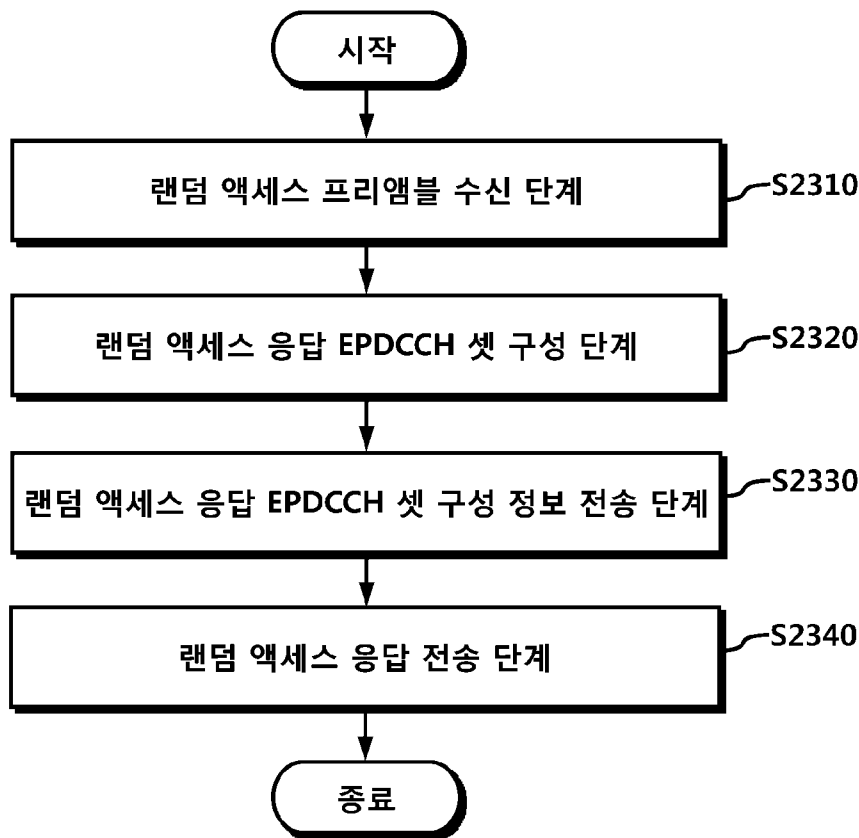 시작
랜덤 액세스 프리앰블 수신 단계
S2310
랜덤 액세스 응답 EPDCCH 셋 구성 단계
S2320
랜덤 액세스 응답 EPDCCH 셋 구성 정보 전송 단계
S2330
랜덤 액세스 응답 전송 단계
S2340
종료